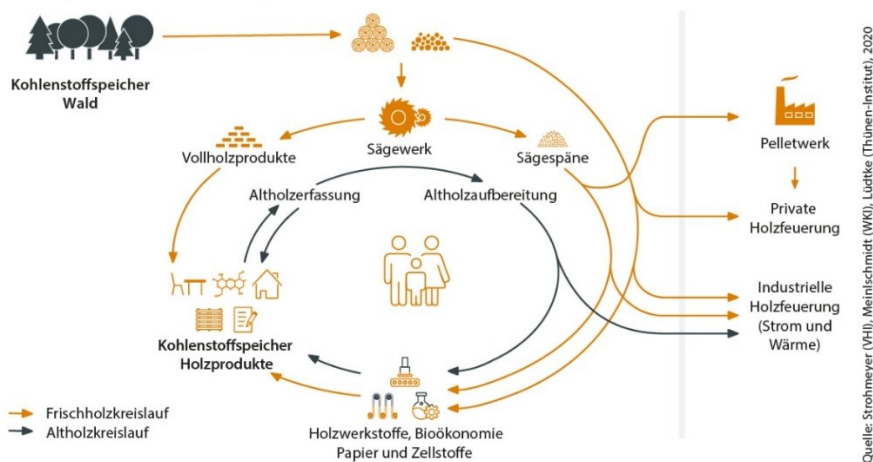 Kohlenstoffspeicher
Wald
Sägewerk
Vollholzprodukte
Sägespäne
Pelletwerk
Altholzerfassung
Altholzaufbereitung
Private
Holzfeuerung
Industrielle
Holzfeuerung
(Strom und
Wärme)
Kohlenstoffspeicher
Holzprodukte
Frischholzkreislauf
Altholzkreislauf
Holzwerkstoffe, Bioökonomie
Papier und Zellstoffe
Quelle: Strohmeyer (VHI), Meinlschmidt (WKI), Lüdtke (Thünen-Institut), 2020